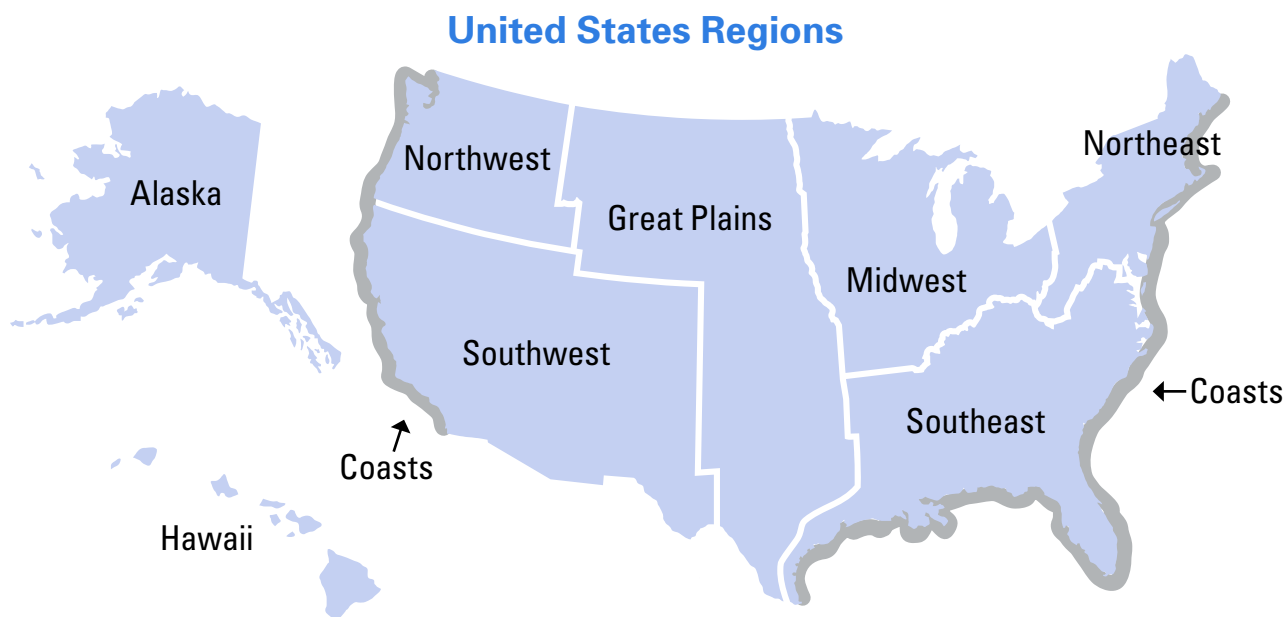 United States Regions
Northeast
Northwest
Alaska
Great Plains
Midwest
Southwest
Coasts
Southeast
Coasts
Hawaii